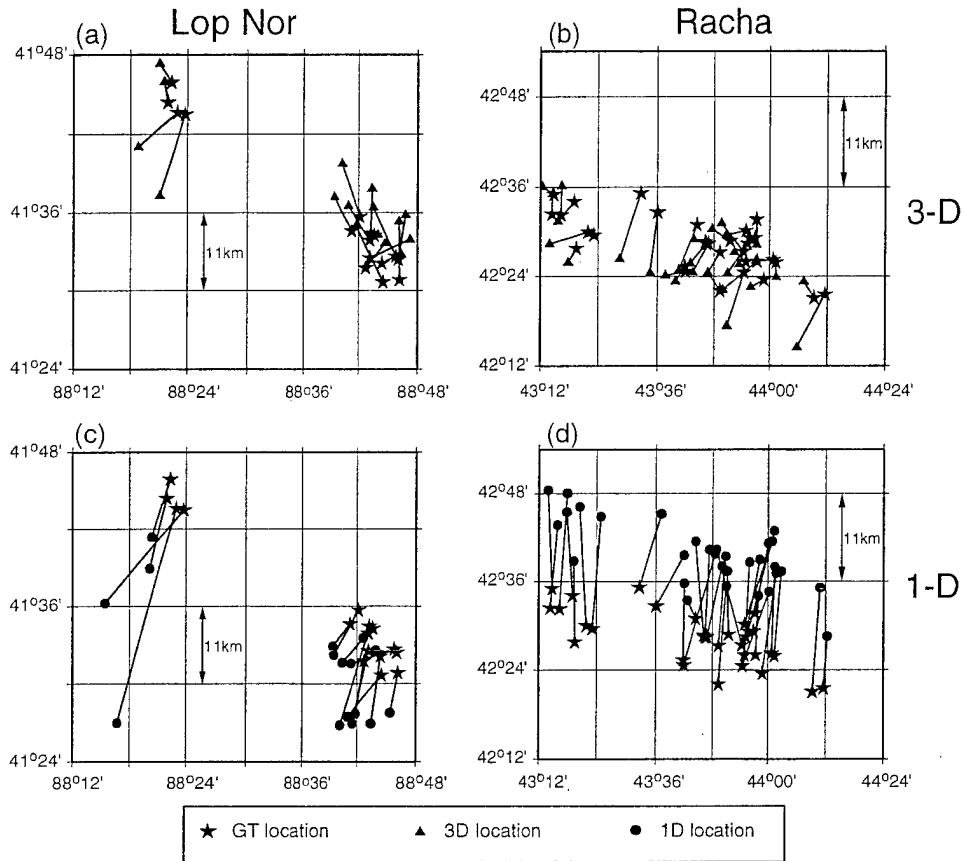 Lop Nor
Racha
(a)
41°48'
41°36'
41°24'
88°12' 88°24' 88°36' 88°48'
11km
(b)
42°48'
42°36'
42°24'
42°12'
43°12' 43°36' 44°00' 44°24'
11km
3-D
(c)
41°48'
41°36'
41°24'
88°12' 88°24' 88°36' 88°48'
11km
(d)
42°48'
42°36'
42°24'
42°12'
43°12' 43°36' 44°00' 44°24'
11km
1-D
GT location 3D location 1D location